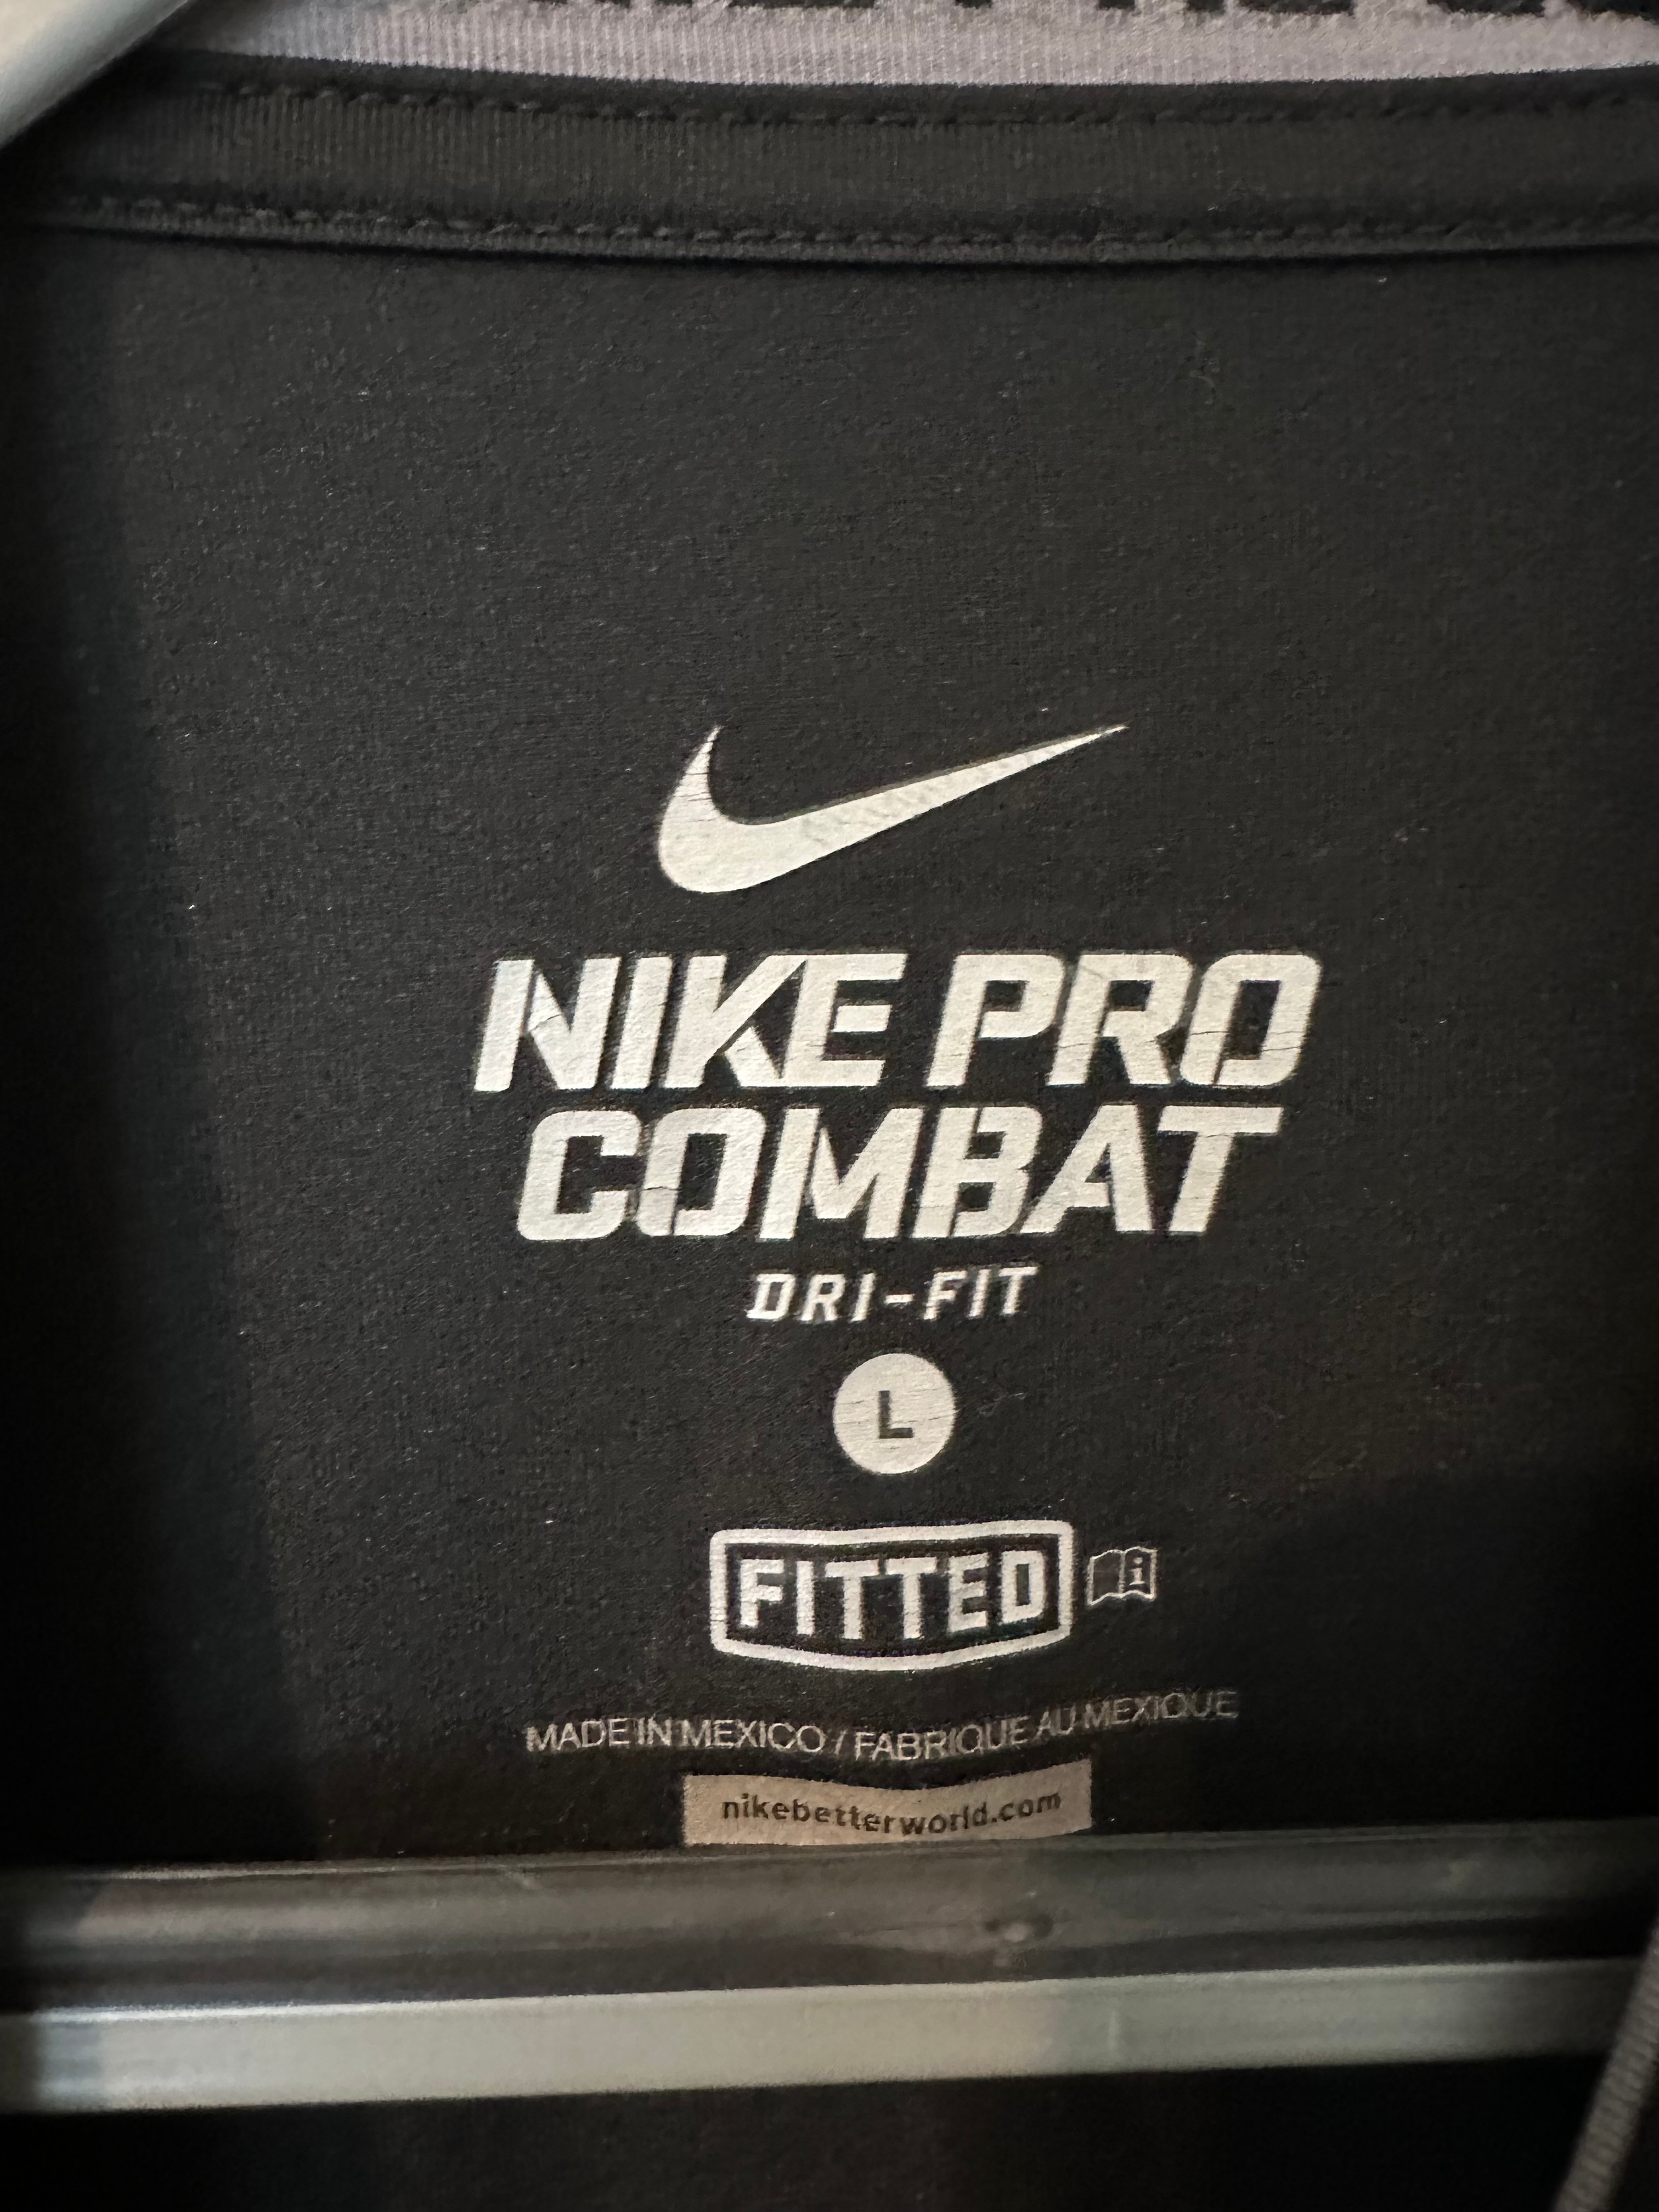 NIKE PRO
COMBAT
DRI-FIT
L
FITTED
i
MADE IN MEXICO / FABRIQUE AU MEXIQUE
nikebetterworld.com